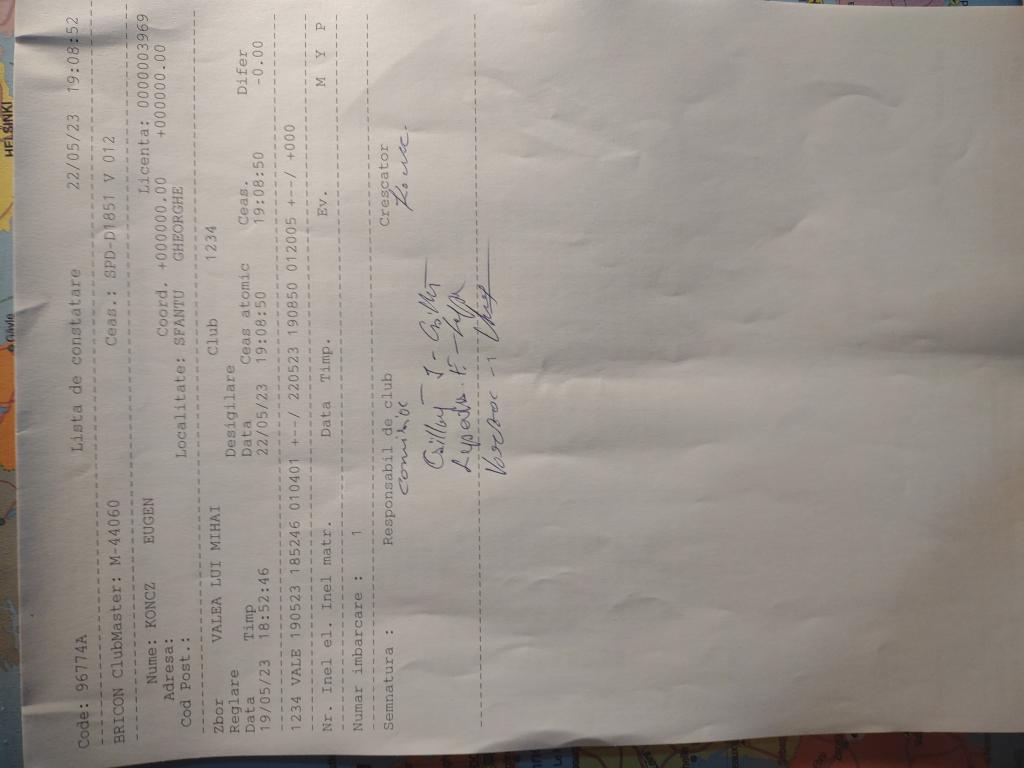 Code: 96774A Lista de constatare 22/05/23 19:08:52
BRICON ClubMaster: M-44060 Ceas.: SPD-D1851 V 012
Nume: KONCZ EUGEN Licenta: 0000003969
Adresa: Coord. +000000.00 +000000.00
Cod Post.: Localitate: SFANTU GHEORGHE
Zbor VALEA LUI MIHAI Club 1234
Reglare Desigilare
Data Timp Data Ceas atomic Ceas. Difer
19/05/23 18:52:46 22/05/23 19:08:50 19:08:50 -0.00
1234 VALE 190523 185246 010401 +--/ 220523 190850 012005 +--/ +000
Nr. Inel el. Inel matr. Data Timp. Ev. M Y P
Numar imbarcare : 1
Semnatura : Responsabil de club Crescator
HELSINKI
Gävle